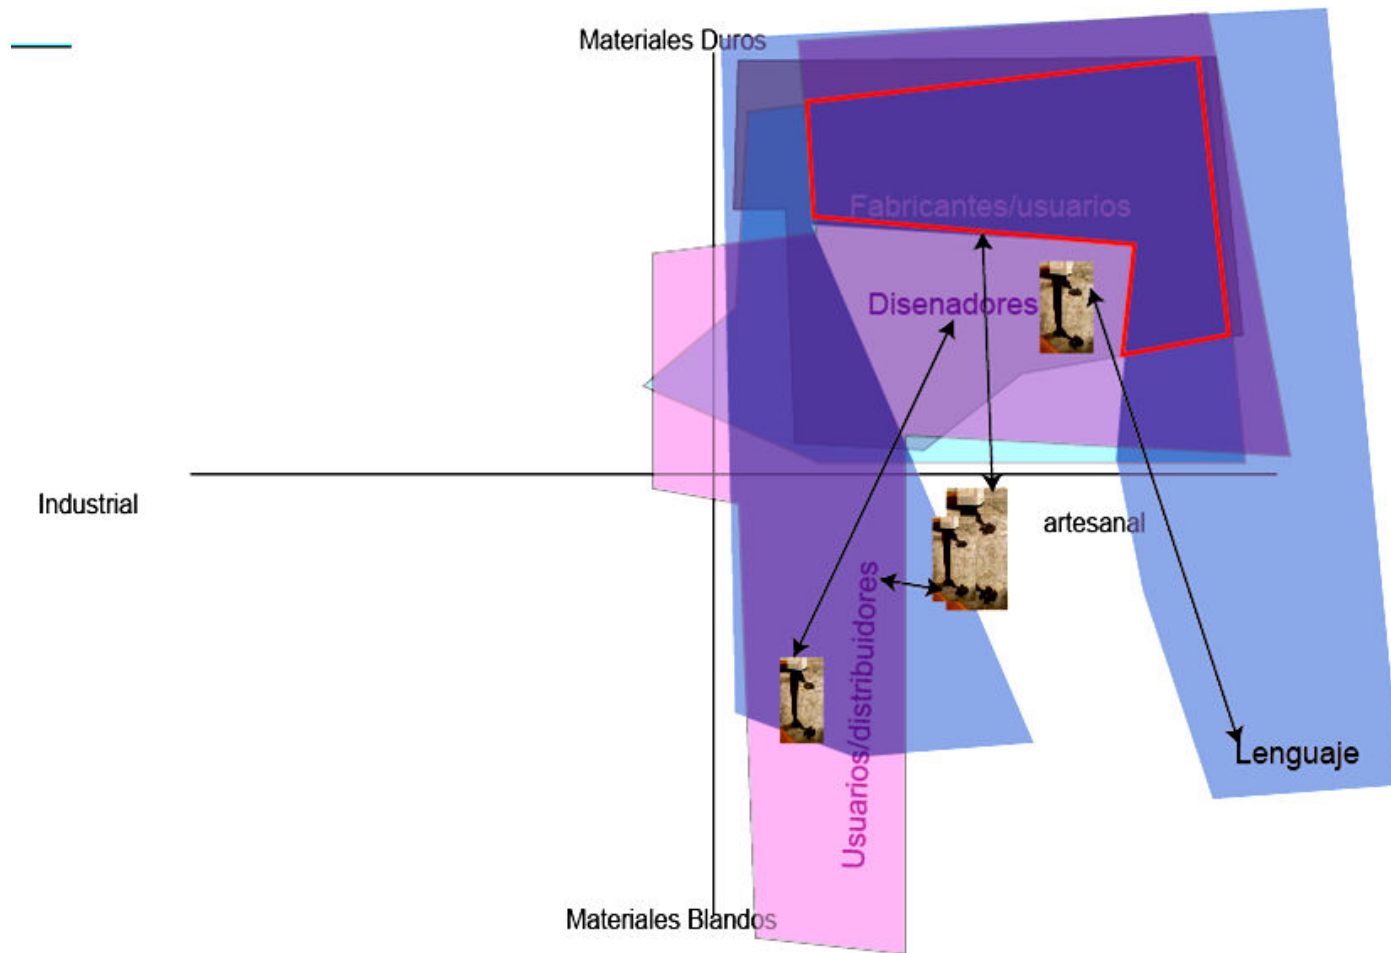 Materiales Duros
Fabricantes/usuarios
Disenadores
Industrial
artesanal
Usuarios/distribuidores
Lenguaje
Materiales Blandos